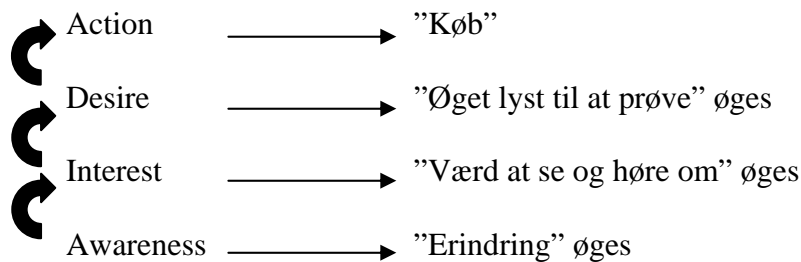 Action ”Køb”
Desire ”Øget lyst til at prøve” øges
Interest ”Værd at se og høre om” øges
Awareness ”Erindring” øges